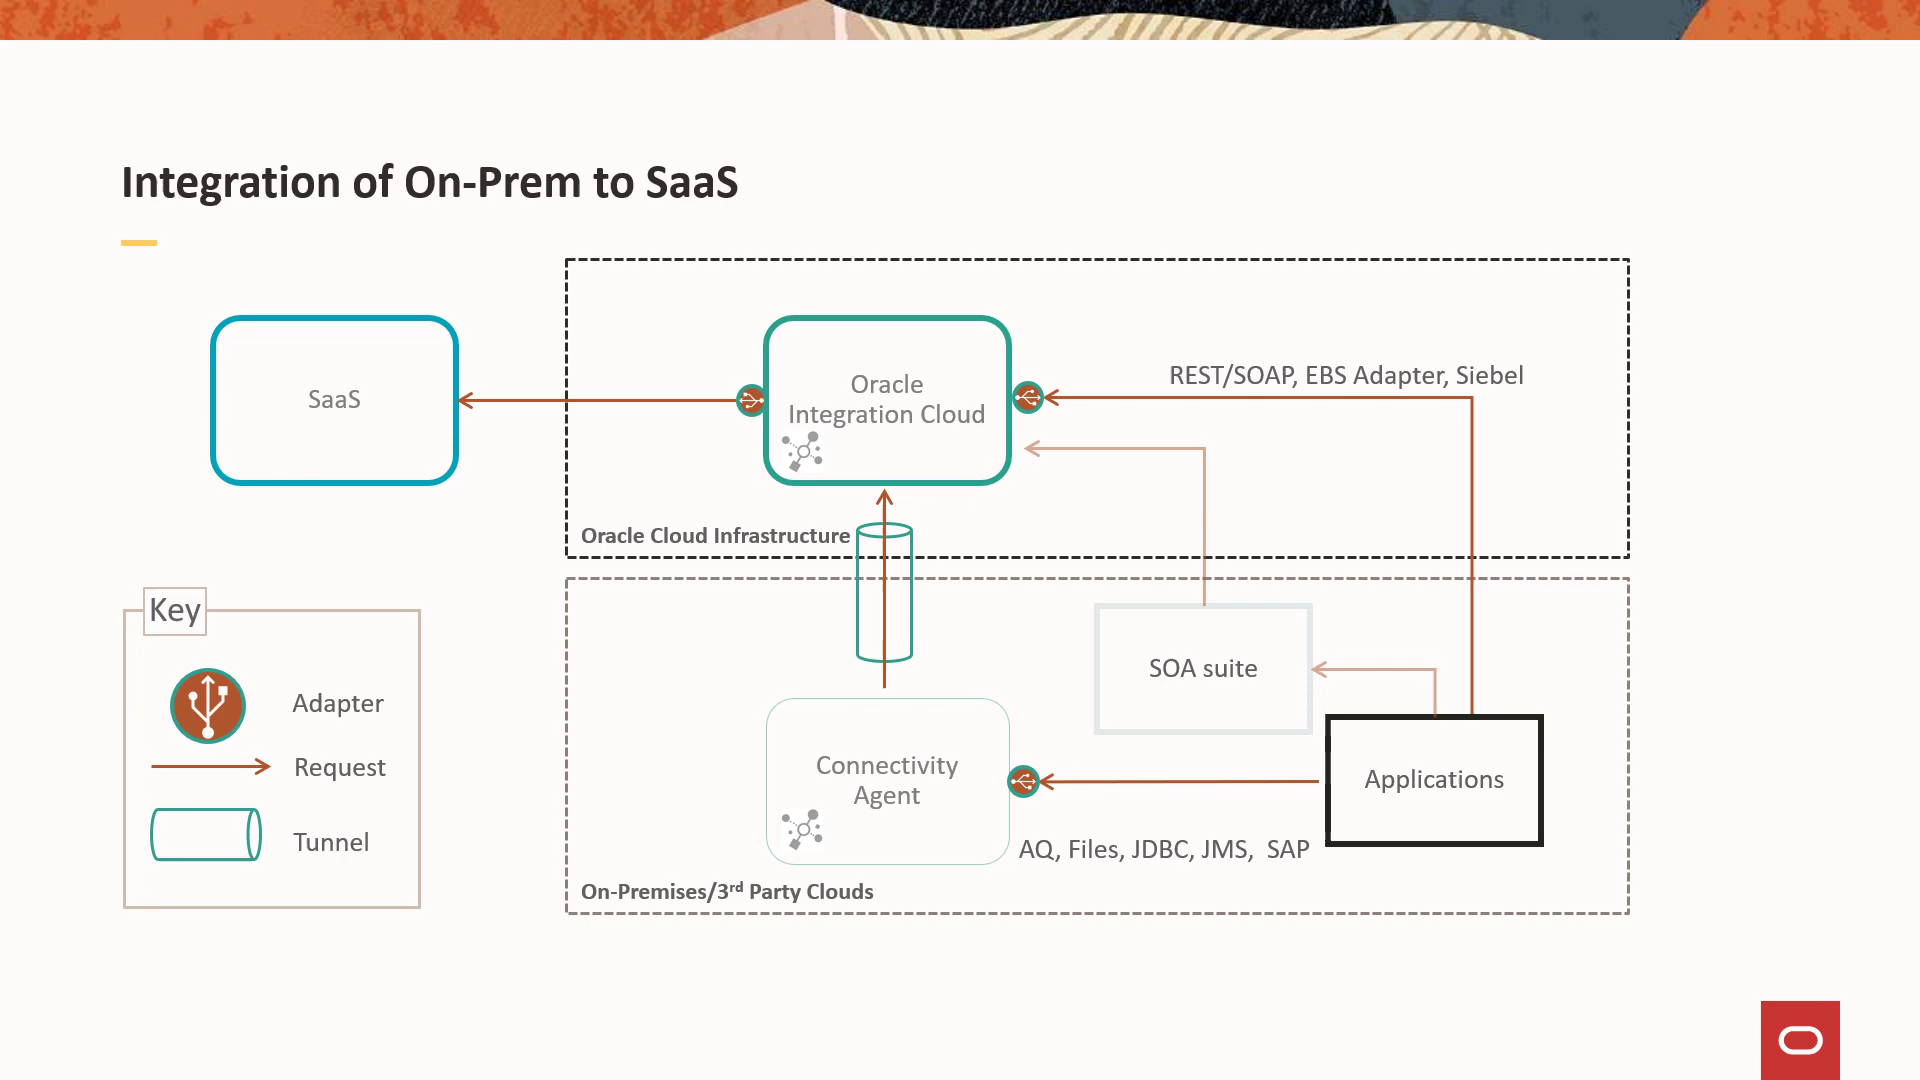 Integration of On-Prem to SaaS
SaaS
Oracle
Integration Cloud
REST/SOAP, EBS Adapter, Siebel
Oracle Cloud Infrastructure
Key
Adapter
Request
Tunnel
SOA suite
Connectivity
Agent
Applications
AQ, Files, JDBC, JMS,  SAP
On-Premises/3rd Party Clouds